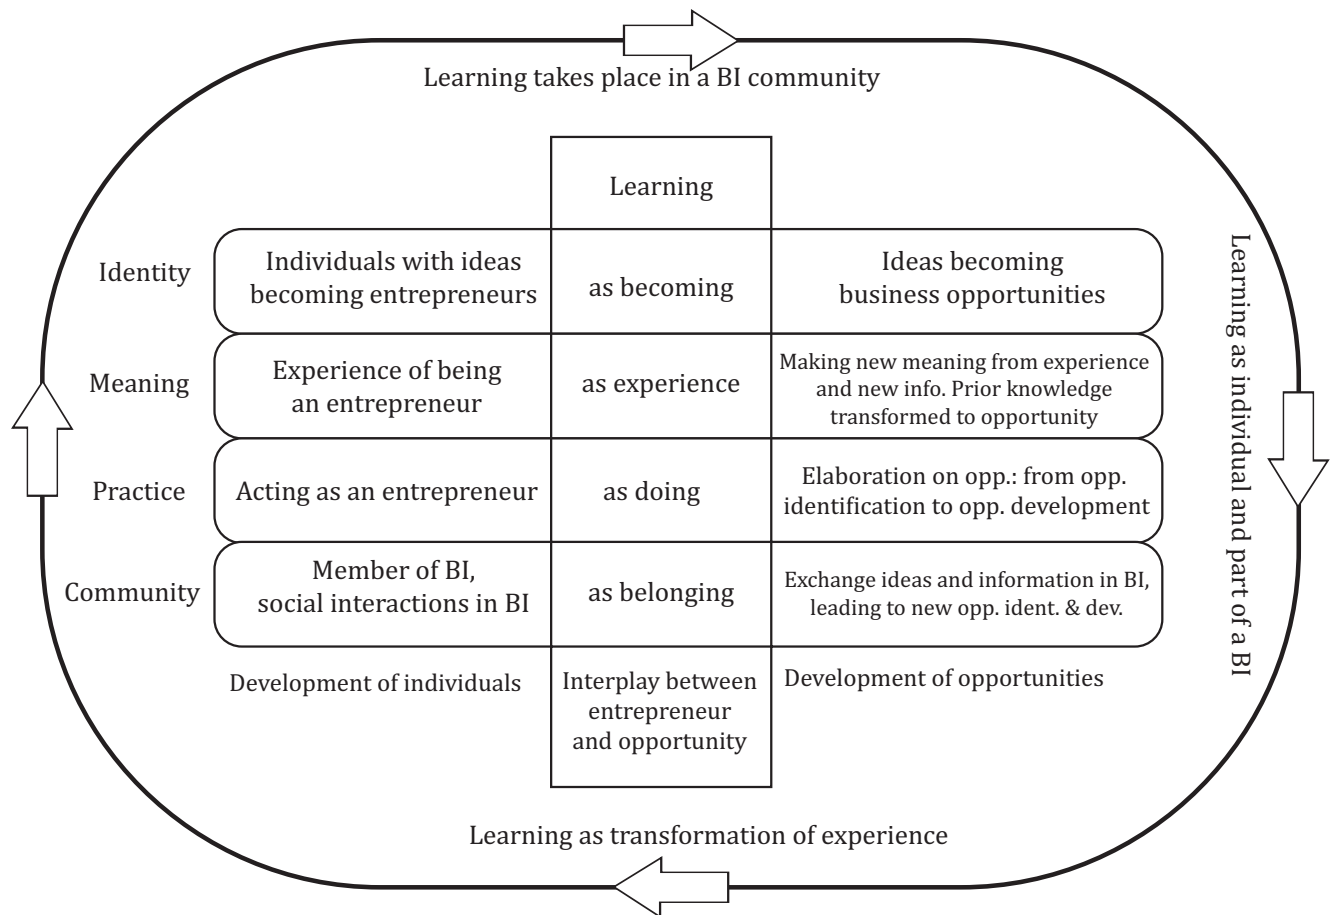 Learning takes place in a BI community
Learning
Identity
Individuals with ideas
becoming entrepreneurs
as becoming
Ideas becoming
business opportunities
Meaning
Experience of being
an entrepreneur
as experience
Making new meaning from experience
and new info. Prior knowledge
transformed to opportunity
Practice
Acting as an entrepreneur
as doing
Elaboration on opp.: from opp.
identification to opp. development
Community
Member of BI,
social interactions in BI
as belonging
Exchange ideas and information in BI,
leading to new opp. ident. & dev.
Development of individuals
Interplay between
entrepreneur
and opportunity
Development of opportunities
Learning as individual and part of a BI
Learning as transformation of experience